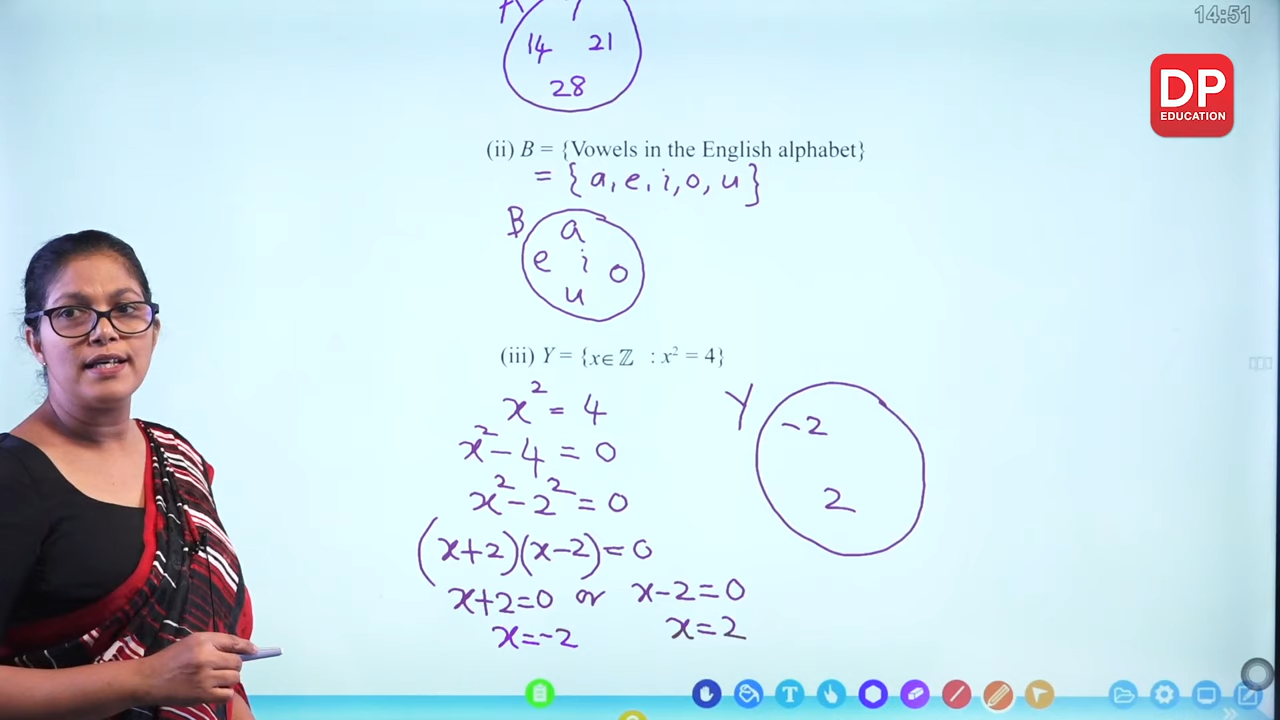 14:51
DP
EDUCATION
A 7
14 21
28
(ii) B = {Vowels in the English alphabet}
= {a, e, i, o, u}
B
a
e i o
u
(iii) Y = {x∈ ℤ : x² = 4}
x² = 4
x² - 4 = 0
x² - 2² = 0
(x+2)(x-2) = 0
x+2=0 or x-2=0
x=-2 x=2
Y
-2
2
T